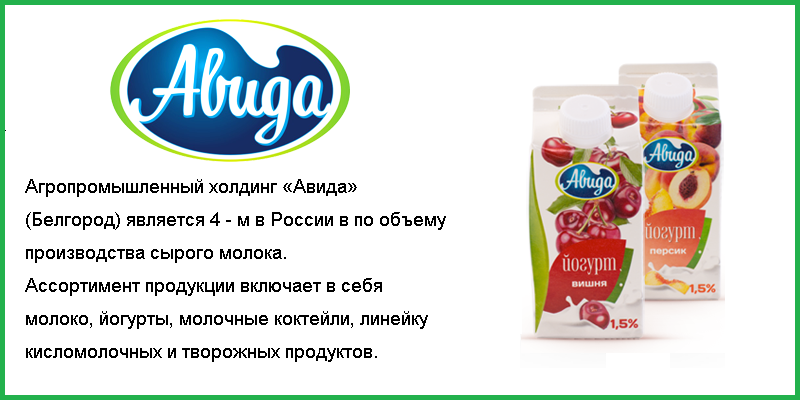 Авида
Агропромышленный холдинг «Авида»
(Белгород) является 4 - м в России в по объему
производства сырого молока.
Ассортимент продукции включает в себя
молоко, йогурты, молочные коктейли, линейку
кисломолочных и творожных продуктов.
Авида
йогурт
вишня
1,5%
Авида
йогурт
персик
1,5%